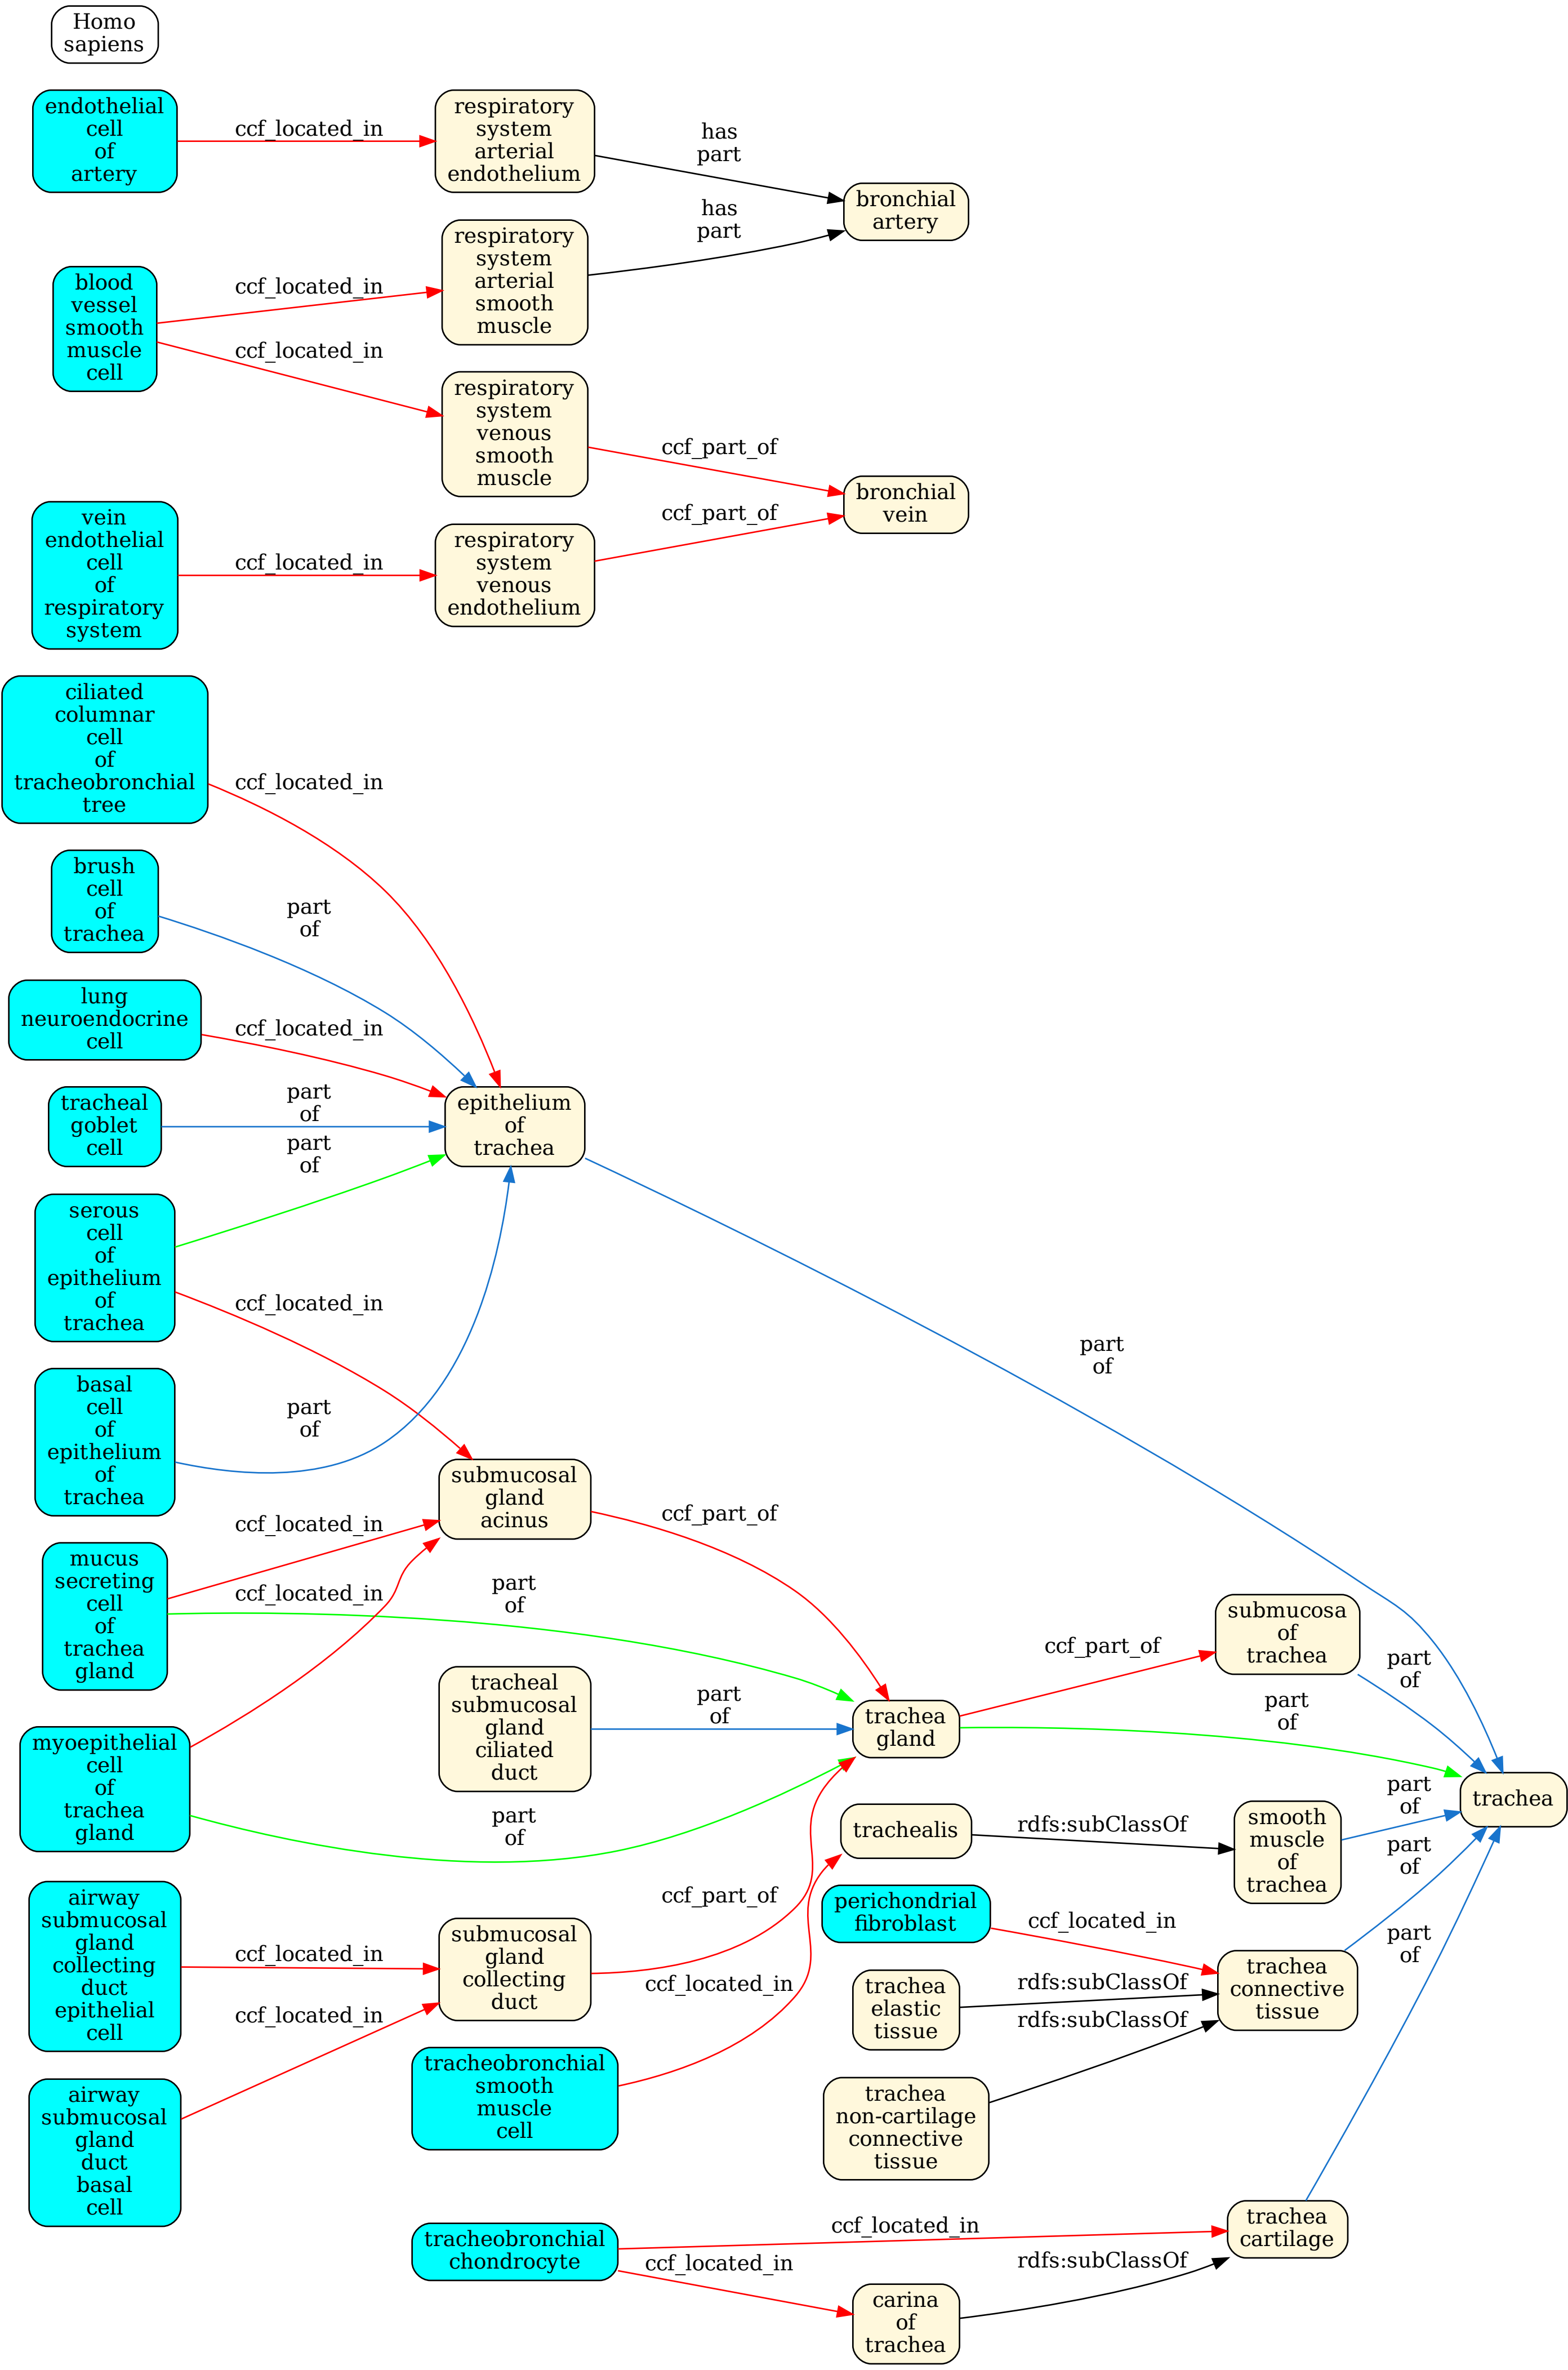 Homo
sapiens
endothelial
cell
of
artery
ccf_located_in
respiratory
system
arterial
endothelium
has
part
bronchial
artery
blood
vessel
smooth
muscle
cell
ccf_located_in
respiratory
system
arterial
smooth
muscle
has
part
ccf_located_in
respiratory
system
venous
smooth
muscle
ccf_part_of
bronchial
vein
vein
endothelial
cell
of
respiratory
system
ccf_located_in
respiratory
system
venous
endothelium
ccf_part_of
ciliated
columnar
cell
of
tracheobronchial
tree
ccf_located_in
brush
cell
of
trachea
part
of
lung
neuroendocrine
cell
ccf_located_in
tracheal
goblet
cell
part
of
epithelium
of
trachea
part
of
serous
cell
of
epithelium
of
trachea
part
of
ccf_located_in
basal
cell
of
epithelium
of
trachea
part
of
submucosal
gland
acinus
ccf_part_of
mucus
secreting
cell
of
trachea
gland
ccf_located_in
part
of
myoepithelial
cell
of
trachea
gland
ccf_located_in
part
of
tracheal
submucosal
gland
ciliated
duct
part
of
trachea
gland
ccf_part_of
submucosa
of
trachea
part
of
part
of
trachea
airway
submucosal
gland
collecting
duct
epithelial
cell
ccf_located_in
submucosal
gland
collecting
duct
ccf_part_of
airway
submucosal
gland
duct
basal
cell
ccf_located_in
tracheobronchial
smooth
muscle
cell
ccf_located_in
trachealis
rdfs:subClassOf
smooth
muscle
of
trachea
part
of
perichondrial
fibroblast
ccf_located_in
trachea
connective
tissue
part
of
trachea
elastic
tissue
rdfs:subClassOf
trachea
non-cartilage
connective
tissue
rdfs:subClassOf
tracheobronchial
chondrocyte
ccf_located_in
trachea
cartilage
part
of
ccf_located_in
carina
of
trachea
rdfs:subClassOf